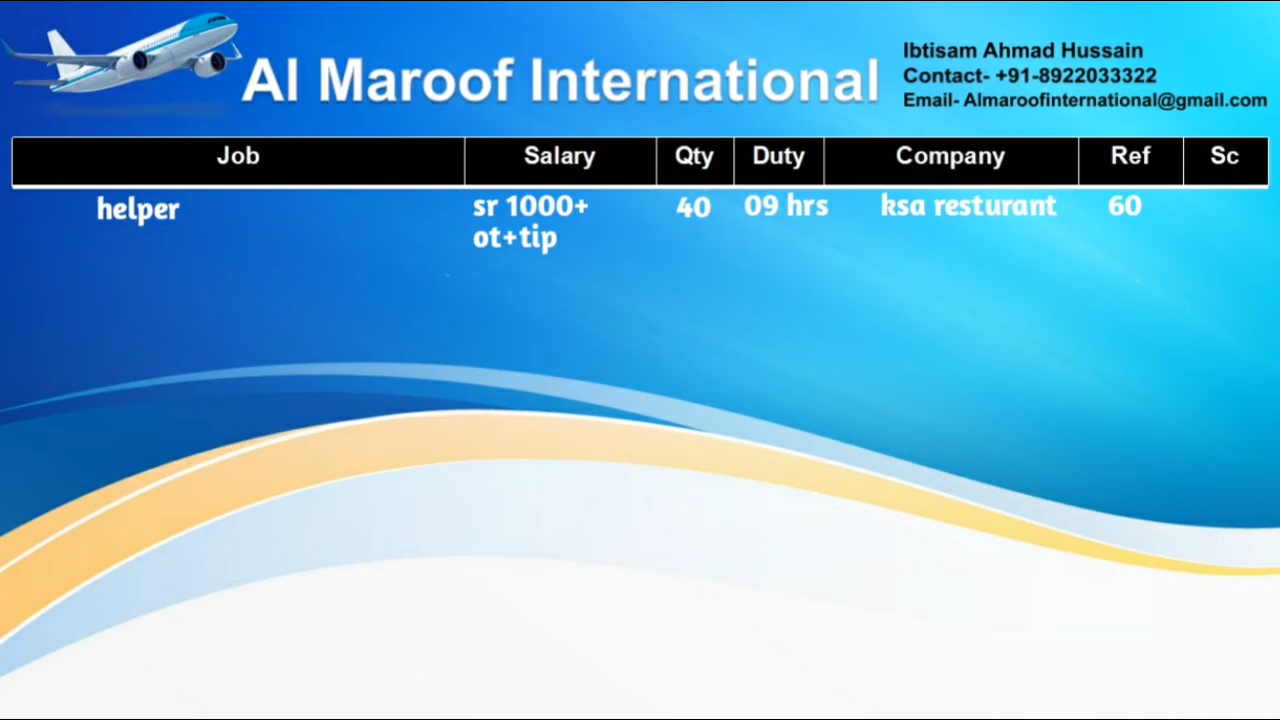 Al Maroof International
Ibtisam Ahmad Hussain
Contact- +91-8922033322
Email- Almaroofinternational@gmail.com
Job Salary Qty Duty Company Ref Sc
helper sr 1000+ 40 09 hrs ksa resturant 60
ot+tip